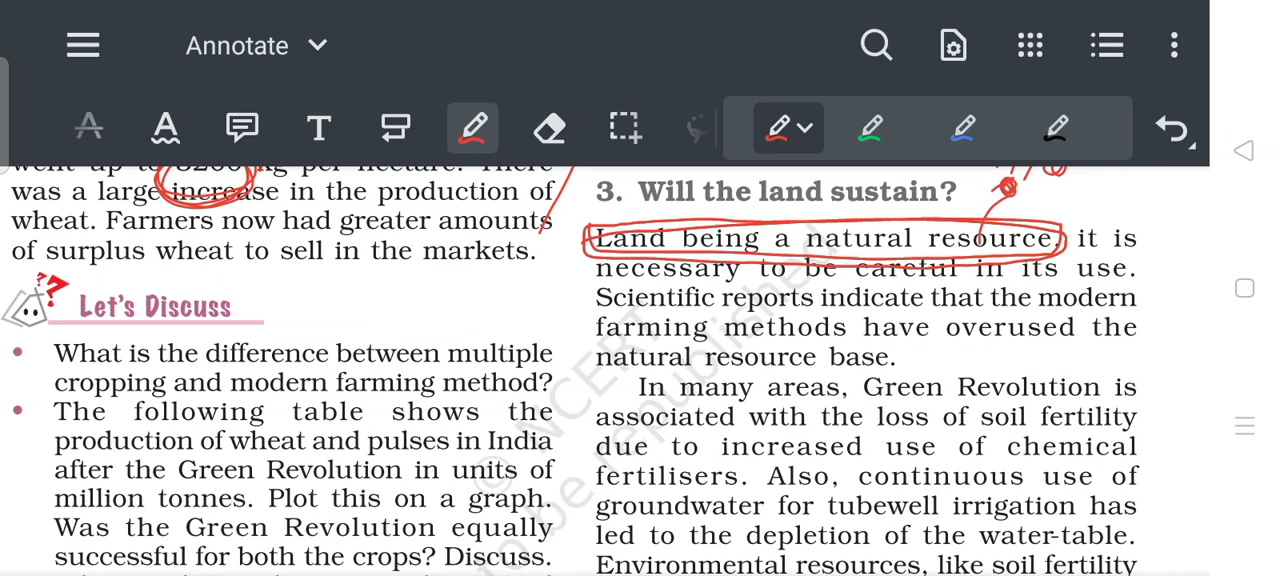 Annotate
was a large increase in the production of
wheat. Farmers now had greater amounts
of surplus wheat to sell in the markets.
?? ?
Let's Discuss
• What is the difference between multiple
cropping and modern farming method?
• The following table shows the
production of wheat and pulses in India
after the Green Revolution in units of
million tonnes. Plot this on a graph.
Was the Green Revolution equally
successful for both the crops? Discuss.
3. Will the land sustain?
Land being a natural resource, it is
necessary to be careful in its use.
Scientific reports indicate that the modern
farming methods have overused the
natural resource base.
In many areas, Green Revolution is
associated with the loss of soil fertility
due to increased use of chemical
fertilisers. Also, continuous use of
groundwater for tubewell irrigation has
led to the depletion of the water-table.
Environmental resources, like soil fertility
© NCERT
to be republished